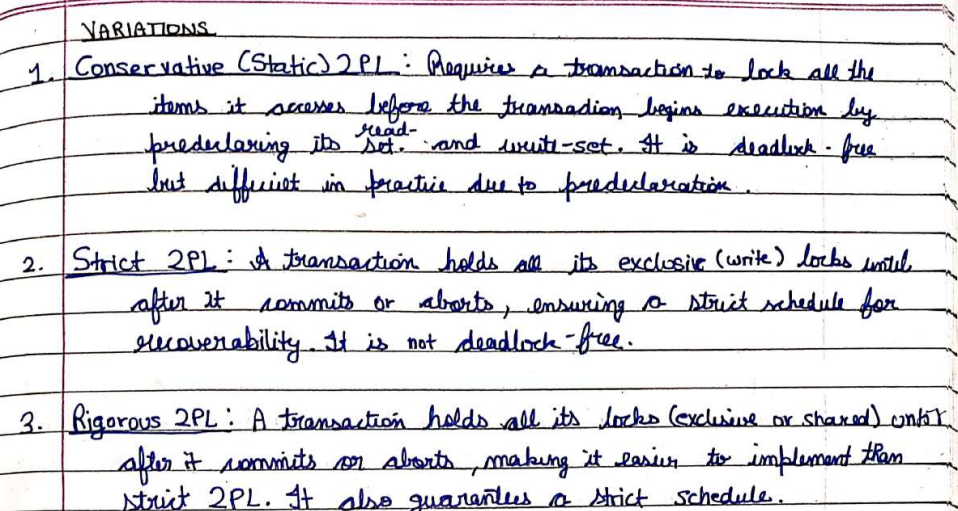 VARIATIONS
1. Conservative (Static) 2PL : Requires a transaction to lock all the
items it accesses before the transadion begins execution by
predeclaring its read-set. and write-set. It is deadlock-free
but difficult in practice due to predeclaration.
2. Strict 2PL : A transaction holds all its exclusive (write) locks until
after it commits or aborts, ensuring a strict schedule for
recoverability. It is not deadlock-free.
3. Rigorous 2PL : A transaction holds all its locks (exclusive or shared) until
after it commits or aborts, making it easier to implement than
strict 2PL. It also guarantees a strict schedule.